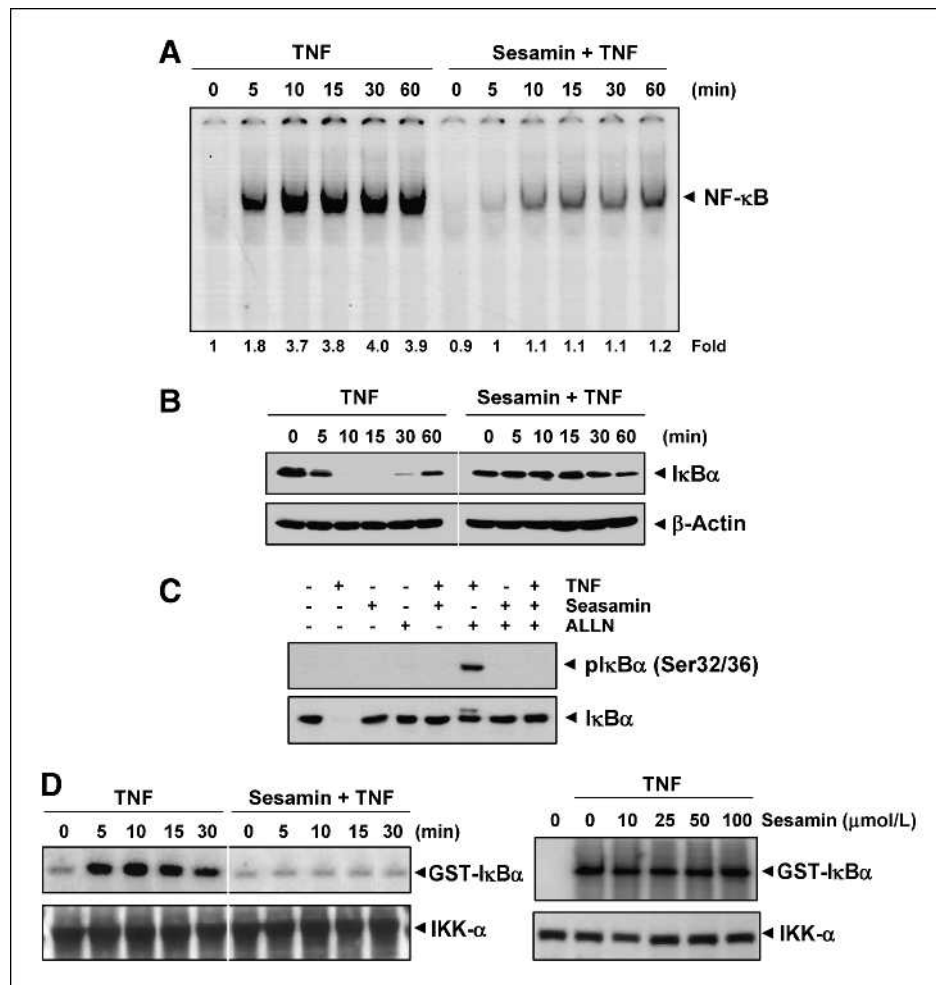 A
TNF Sesamin + TNF
0 5 10 15 30 60 0 5 10 15 30 60 (min)
NF-κB
1 1.8 3.7 3.8 4.0 3.9 0.9 1 1.1 1.1 1.1 1.2 Fold
B
TNF Sesamin + TNF
0 5 10 15 30 60 0 5 10 15 30 60 (min)
IκBα
β-Actin
C
- + - - + + - + TNF
- - + - + - + + Seasamin
- - - + - + + + ALLN
pIκBα (Ser32/36)
IκBα
D
TNF Sesamin + TNF
0 5 10 15 30 0 5 10 15 30 (min)
GST-IκBα
IKK-α
TNF
0 0 10 25 50 100 Sesamin (μmol/L)
GST-IκBα
IKK-α